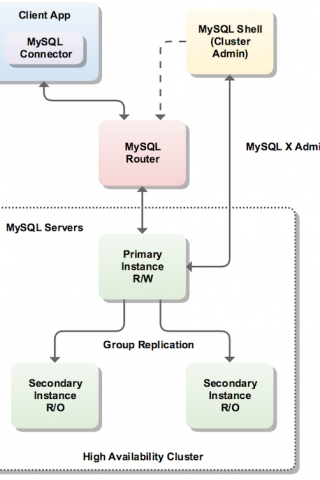 Client App
MySQL
Connector
MySQL Shell
(Cluster
Admin)
MySQL
Router
MySQL X Admi
MySQL Servers
Primary
Instance
R/W
Group Replication
Secondary
Instance
R/O
Secondary
Instance
R/O
High Availability Cluster